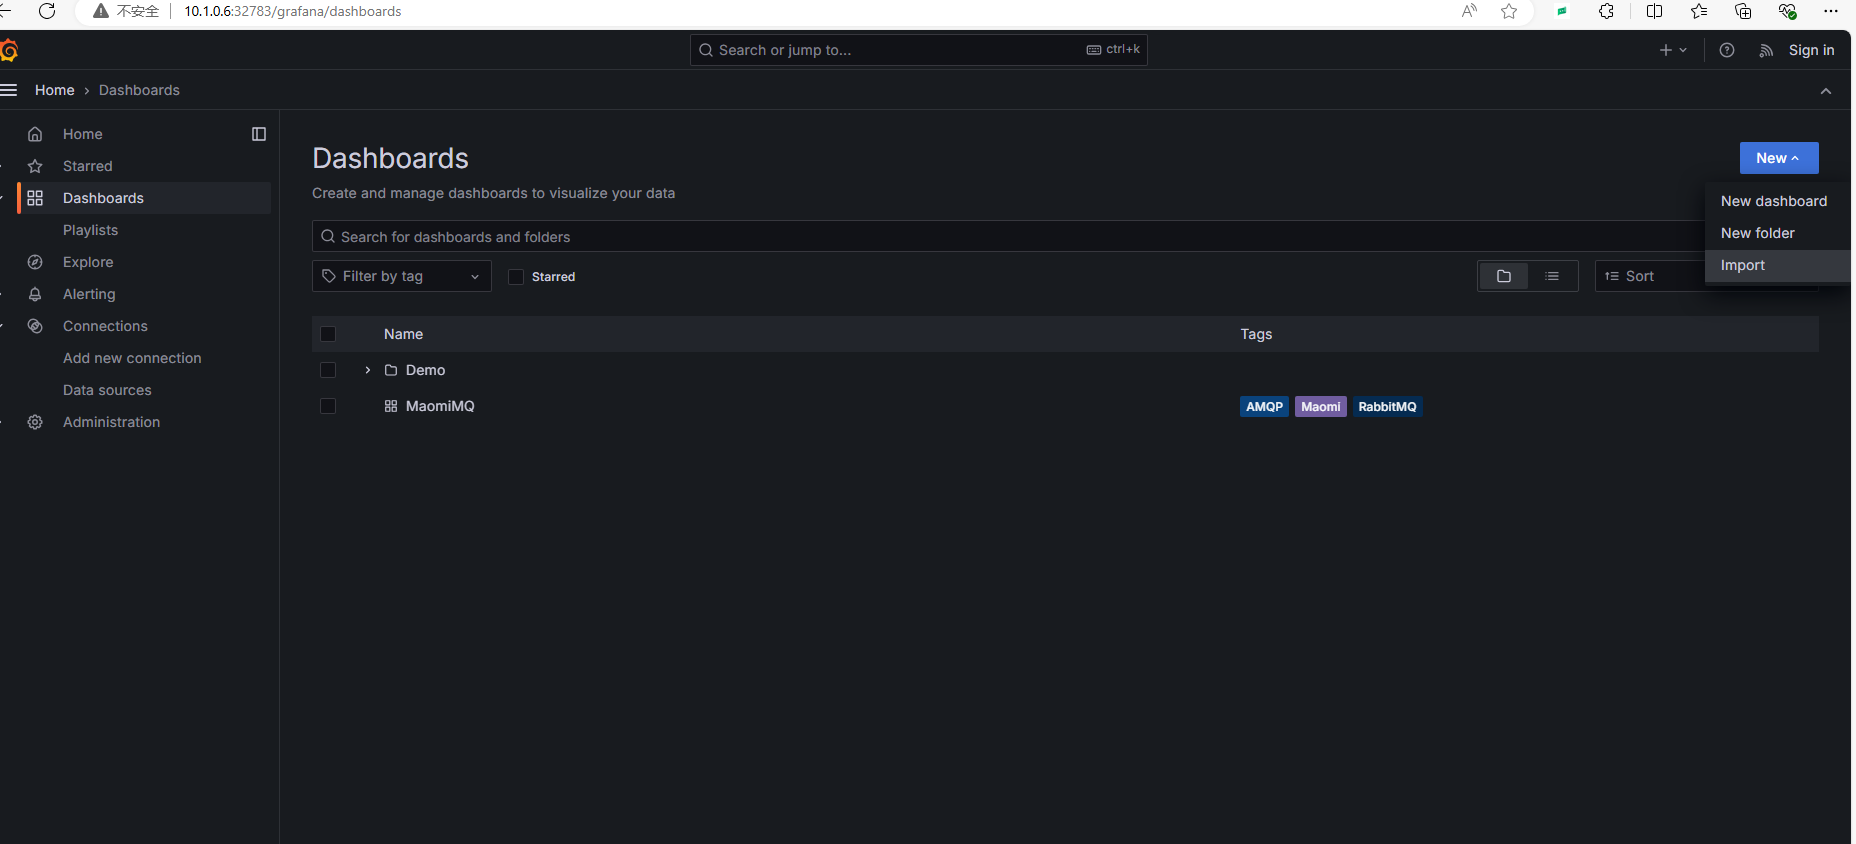 不安全 10.1.0.6:32783/grafana/dashboards
Search or jump to... ctrl+k Sign in
Home › Dashboards
Home
Starred
Dashboards
Playlists
Explore
Alerting
Connections
Add new connection
Data sources
Administration
Dashboards
Create and manage dashboards to visualize your data
New
New dashboard
New folder
Import
Search for dashboards and folders
Filter by tag Starred Sort
Name Tags
Demo
MaomiMQ AMQP Maomi RabbitMQ